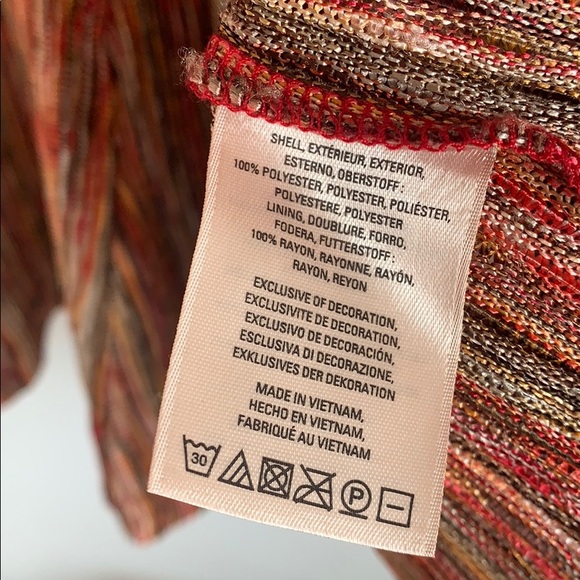 SHELL, EXTÉRIEUR, EXTERIOR,
ESTERNO, OBERSTOFF :
100% POLYESTER, POLYESTER, POLIÉSTER,
POLYESTERE, POLYESTER
LINING, DOUBLURE, FORRO,
FODERA, FUTTERSTOFF :
100% RAYON, RAYONNE, RAYÓN,
RAYON, REYON
EXCLUSIVE OF DECORATION,
EXCLUSIVITE DE DECORATION,
EXCLUSIVO DE DECORACIÓN,
ESCLUSIVA DI DECORAZIONE,
EXKLUSIVES DER DEKORATION
MADE IN VIETNAM,
HECHO EN VIETNAM,
FABRIQUÉ AU VIETNAM
30 P